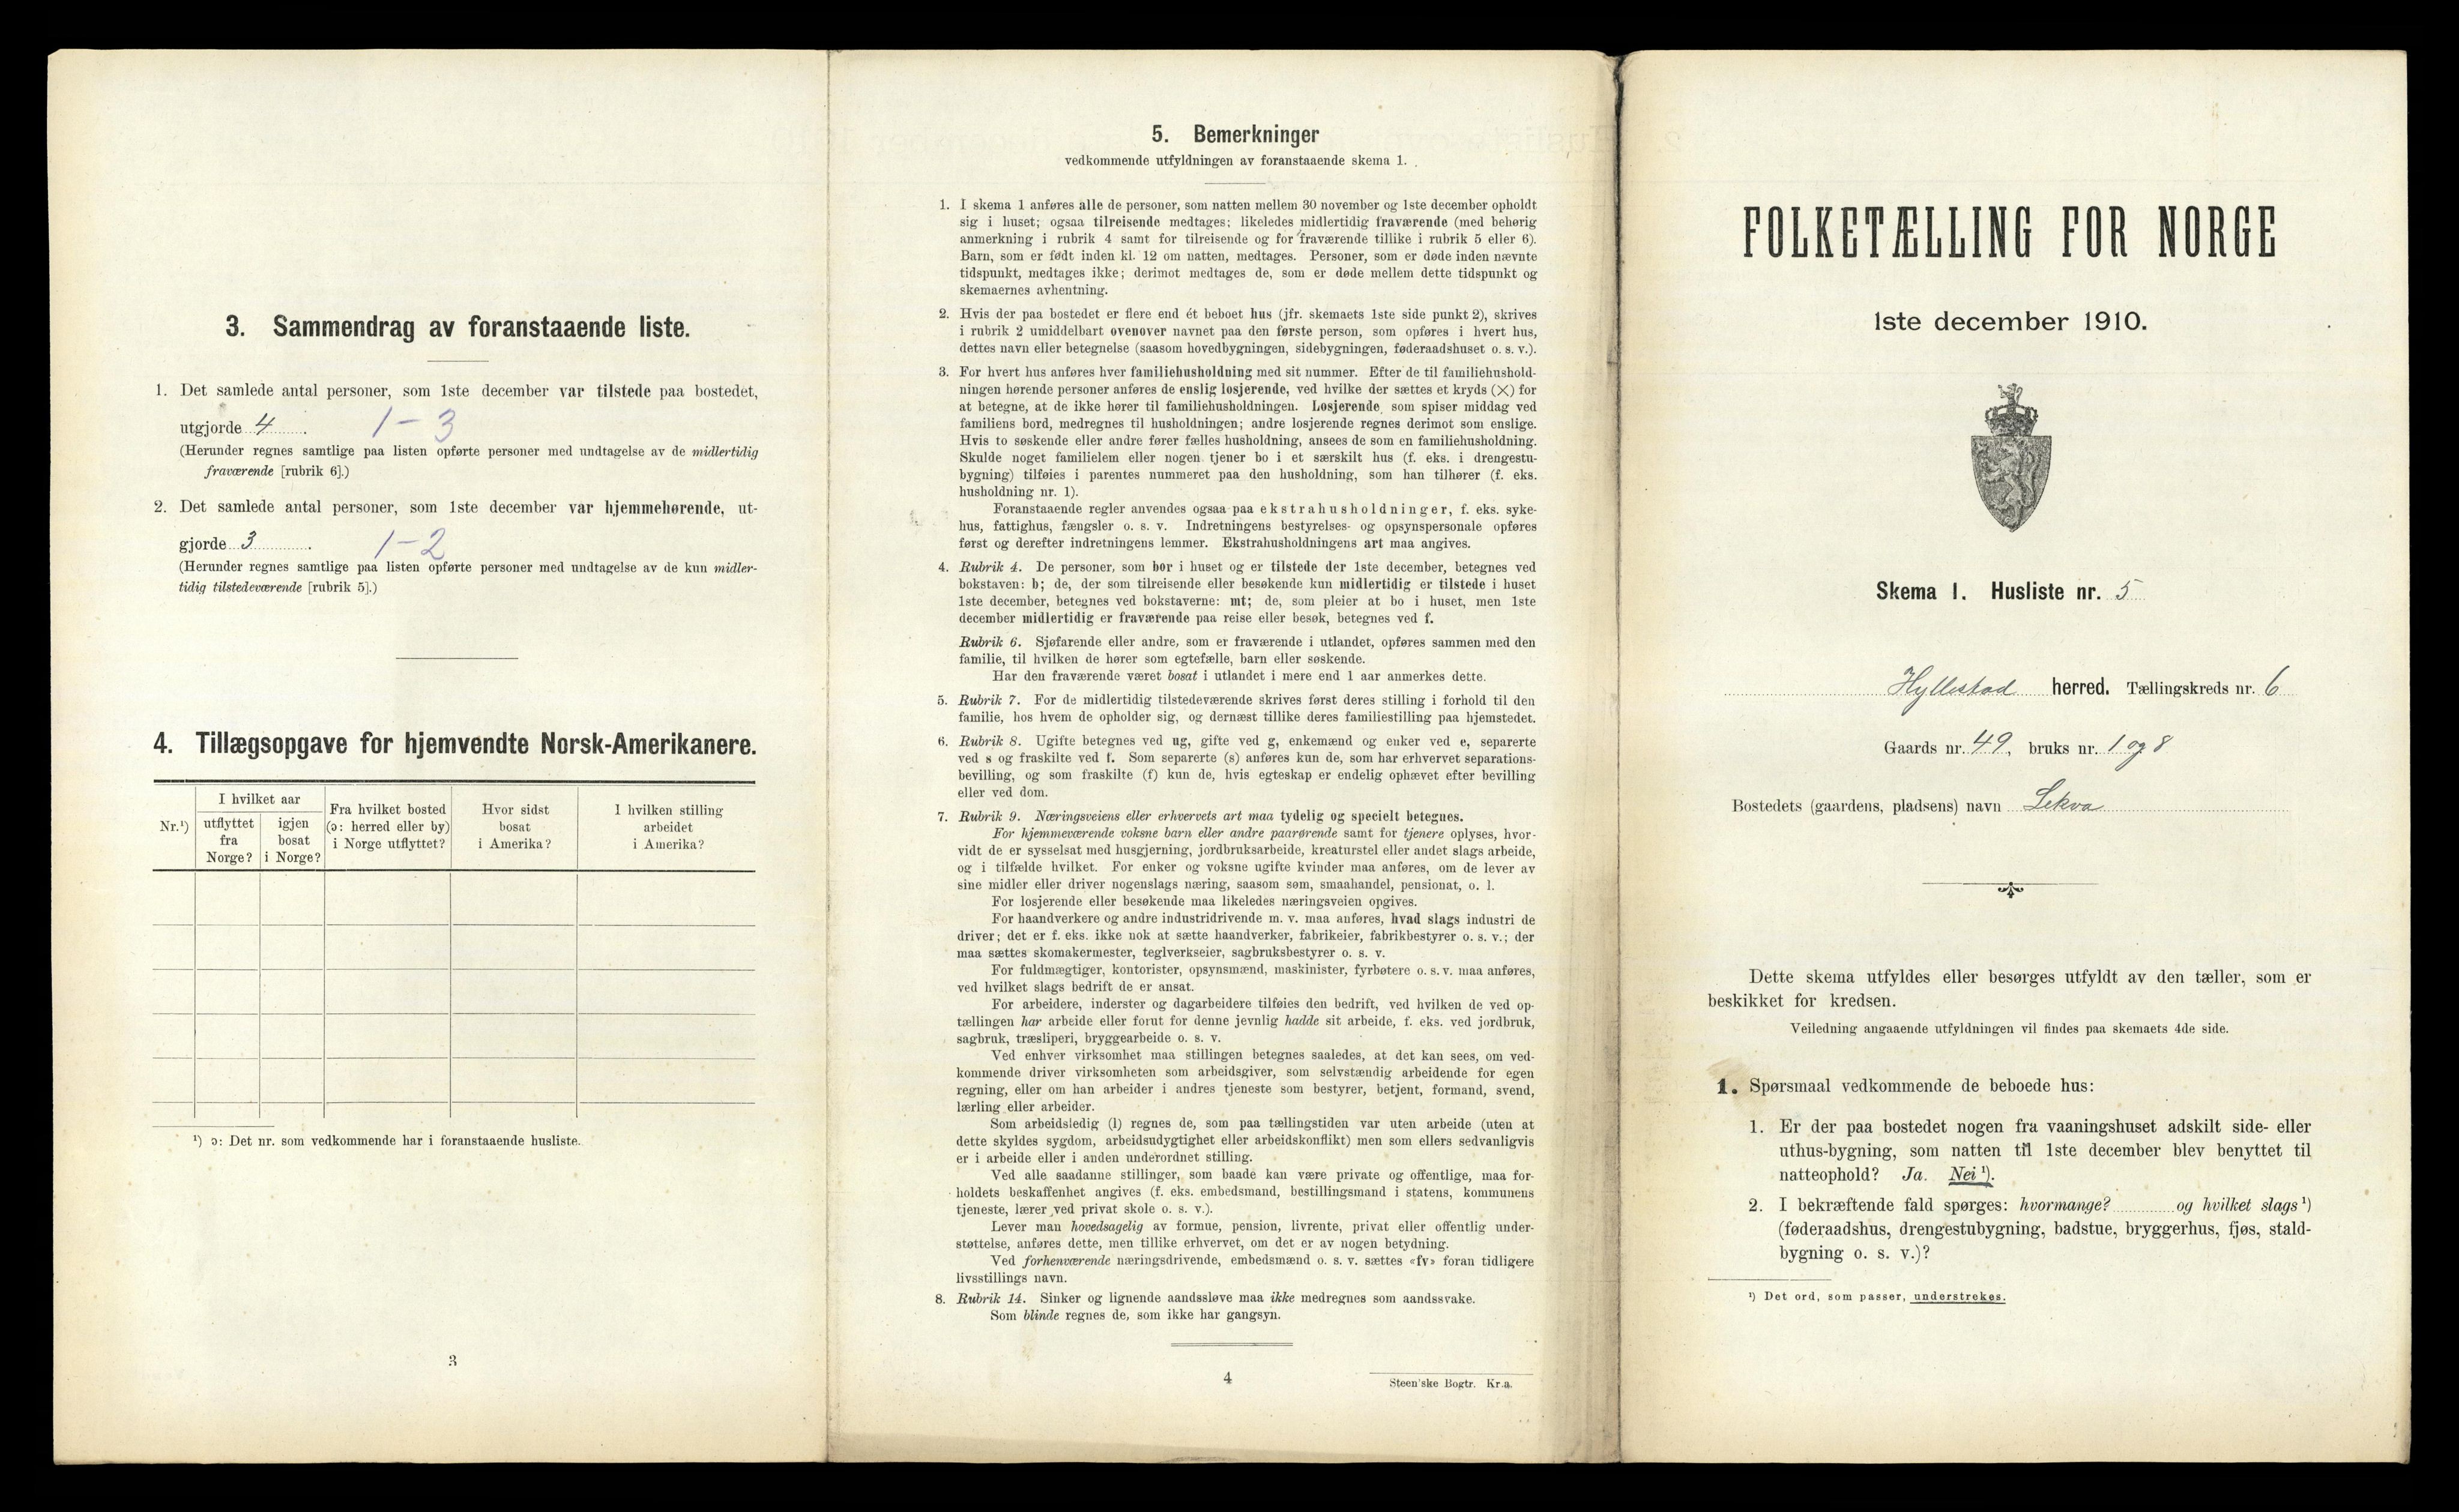 3. Sammendrag av foranstaaende liste.
1. Det samlede antal personer, som 1ste december var tilstede paa bostedet,
utgjorde 4. 1-3
(Herunder regnes samtlige paa listen opførte personer med undtagelse av de midlertidig
fraværende [rubrik 6].)
2. Det samlede antal personer, som 1ste december var hjemmehørende, ut-
gjorde 3. 1-2
(Herunder regnes samtlige paa listen opførte personer med undtagelse av de kun midler-
tidig tilstedeværende [rubrik 5].)
4. Tillægsopgave for hjemvendte Norsk-Amerikanere.
Nr.¹)
I hvilket aar
utflyttet
fra
Norge?
igjen
bosat
i Norge?
Fra hvilket bosted
(ɔ: herred eller by)
i Norge utflyttet?
Hvor sidst
bosat
i Amerika?
I hvilken stilling
arbeidet
i Amerika?
¹) ɔ: Det nr. som vedkommende har i foranstaaende husliste.
3
5. Bemerkninger
vedkommende utfyldningen av foranstaaende skema 1.
1. I skema 1 anføres alle de personer, som natten mellem 30 november og 1ste december opholdt
sig i huset; ogsaa tilreisende medtages; likeledes midlertidig fraværende (med behørig
anmerkning i rubrik 4 samt for tilreisende og for fraværende tillike i rubrik 5 eller 6).
Barn, som er født inden kl. 12 om natten, medtages. Personer, som er døde inden nævnte
tidspunkt, medtages ikke; derimot medtages de, som er døde mellem dette tidspunkt og
skemaernes avhentning.
2. Hvis der paa bostedet er flere end ét beboet hus (jfr. skemaets 1ste side punkt 2), skrives
i rubrik 2 umiddelbart ovenover navnet paa den første person, som opføres i hvert hus,
dettes navn eller betegnelse (saasom hovedbygningen, sidebygningen, føderaadshuset o. s. v.).
3. For hvert hus anføres hver familiehusholdning med sit nummer. Efter de til familiehushold-
ningen hørende personer anføres de enslig losjerende, ved hvilke der sættes et kryds (×) for
at betegne, at de ikke hører til familiehusholdningen. Losjerende som spiser middag ved
familiens bord, medregnes til husholdningen; andre losjerende regnes derimot som enslige.
Hvis to søskende eller andre fører fælles husholdning, ansees de som en familiehusholdning.
Skulde noget familielem eller nogen tjener bo i et særskilt hus (f. eks. i drengestu-
bygning) tilføies i parentes nummeret paa den husholdning, som han tilhører (f. eks.
husholdning nr. 1).
Foranstaaende regler anvendes ogsaa paa ekstrahusholdninger, f. eks. syke-
hus, fattighus, fængsler o. s. v. Indretningens bestyrelses- og opsynspersonale opføres
først og derefter indretningens lemmer. Ekstrahusholdningens art maa angives.
4. Rubrik 4. De personer, som bor i huset og er tilstede der 1ste december, betegnes ved
bokstaven: b; de, der som tilreisende eller besøkende kun midlertidig er tilstede i huset
1ste december, betegnes ved bokstaverne: mt; de, som pleier at bo i huset, men 1ste
december midlertidig er fraværende paa reise eller besøk, betegnes ved f.
Rubrik 6. Sjøfarende eller andre, som er fraværende i utlandet, opføres sammen med den
familie, til hvilken de hører som egtefælle, barn eller søskende.
Har den fraværende været bosat i utlandet i mere end 1 aar anmerkes dette.
5. Rubrik 7. For de midlertidig tilstedeværende skrives først deres stilling i forhold til den
familie, hos hvem de opholder sig, og dernæst tillike deres familiestilling paa hjemstedet.
6. Rubrik 8. Ugifte betegnes ved ug, gifte ved g, enkemænd og enker ved e, separerte
ved s og fraskilte ved f. Som separerte (s) anføres kun de, som har erhvervet separations-
bevilling, og som fraskilte (f) kun de, hvis egteskap er endelig ophævet efter bevilling
eller ved dom.
7. Rubrik 9. Næringsveiens eller erhvervets art maa tydelig og specielt betegnes.
For hjemmeværende voksne barn eller andre paarørende samt for tjenere oplyses, hvor-
vidt de er sysselsat med husgjerning, jordbruksarbeide, kreaturstel eller andet slags arbeide,
og i tilfælde hvilket. For enker og voksne ugifte kvinder maa anføres, om de lever av
sine midler eller driver nogenslags næring, saasom søm, smaahandel, pensionat, o. l.
For losjerende eller besøkende maa likeledes næringsveien opgives.
For haandverkere og andre industridrivende m. v. maa anføres, hvad slags industri de
driver; det er f. eks. ikke nok at sætte haandverker, fabrikeier, fabrikbestyrer o. s. v.; der
maa sættes skomakermester, teglverkseier, sagbruksbestyrer o. s. v.
For fuldmægtiger, kontorister, opsynsmænd, maskinister, fyrbøtere o. s. v. maa anføres,
ved hvilket slags bedrift de er ansat.
For arbeidere, inderster og dagarbeidere tilføies den bedrift, ved hvilken de ved op-
tællingen har arbeide eller forut for denne jevnlig hadde sit arbeide, f. eks. ved jordbruk,
sagbruk, træsliperi, bryggearbeide o. s. v.
Ved enhver virksomhet maa stillingen betegnes saaledes, at det kan sees, om ved-
kommende driver virksomheten som arbeidsgiver, som selvstændig arbeidende for egen
regning, eller om han arbeider i andres tjeneste som bestyrer, betjent, formand, svend,
lærling eller arbeider.
Som arbeidsledig (l) regnes de, som paa tællingstiden var uten arbeide (uten at
dette skyldes sygdom, arbeidsudygtighet eller arbeidskonflikt) men som ellers sedvanligvis
er i arbeide eller i anden underordnet stilling.
Ved alle saadanne stillinger, som baade kan være private og offentlige, maa for-
holdets beskaffenhet angives (f. eks. embedsmand, bestillingsmand i statens, kommunens
tjeneste, lærer ved privat skole o. s. v.).
Lever man hovedsagelig av formue, pension, livrente, privat eller offentlig under-
støttelse, anføres dette, men tillike erhvervet, om det er av nogen betydning.
Ved forhenværende næringsdrivende, embedsmænd o. s. v. sættes «fv» foran tidligere
livsstillings navn.
8. Rubrik 14. Sinker og lignende aandssløve maa ikke medregnes som aandssvake.
Som blinde regnes de, som ikke har gangsyn.
4
Steen'ske Bogtr. Kr.a.
FOLKETÆLLING FOR NORGE
1ste december 1910.
Skema 1. Husliste nr. 5
Hyllestad herred. Tællingskreds nr. 6
Gaards nr. 49, bruks nr. 1 og 8
Bostedets (gaardens, pladsens) navn Lekva
Dette skema utfyldes eller besørges utfyldt av den tæller, som er
beskikket for kredsen.
Veiledning angaaende utfyldningen vil findes paa skemaets 4de side.
1. Spørsmaal vedkommende de beboede hus:
1. Er der paa bostedet nogen fra vaaningshuset adskilt side- eller
uthus-bygning, som natten til 1ste december blev benyttet til
natteophold? Ja. Nei¹).
2. I bekræftende fald spørges: hvormange? og hvilket slags¹)
(føderaadshus, drengestubygning, badstue, bryggerhus, fjøs, stald-
bygning o. s. v.)?
¹) Det ord, som passer, understrekes.